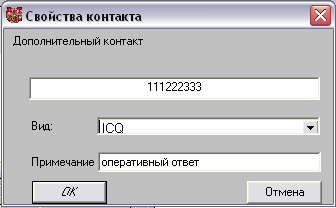 Свойства контакта
Дополнительный контакт
111222333
Вид: ICQ
Примечание оперативный ответ
OK Отмена